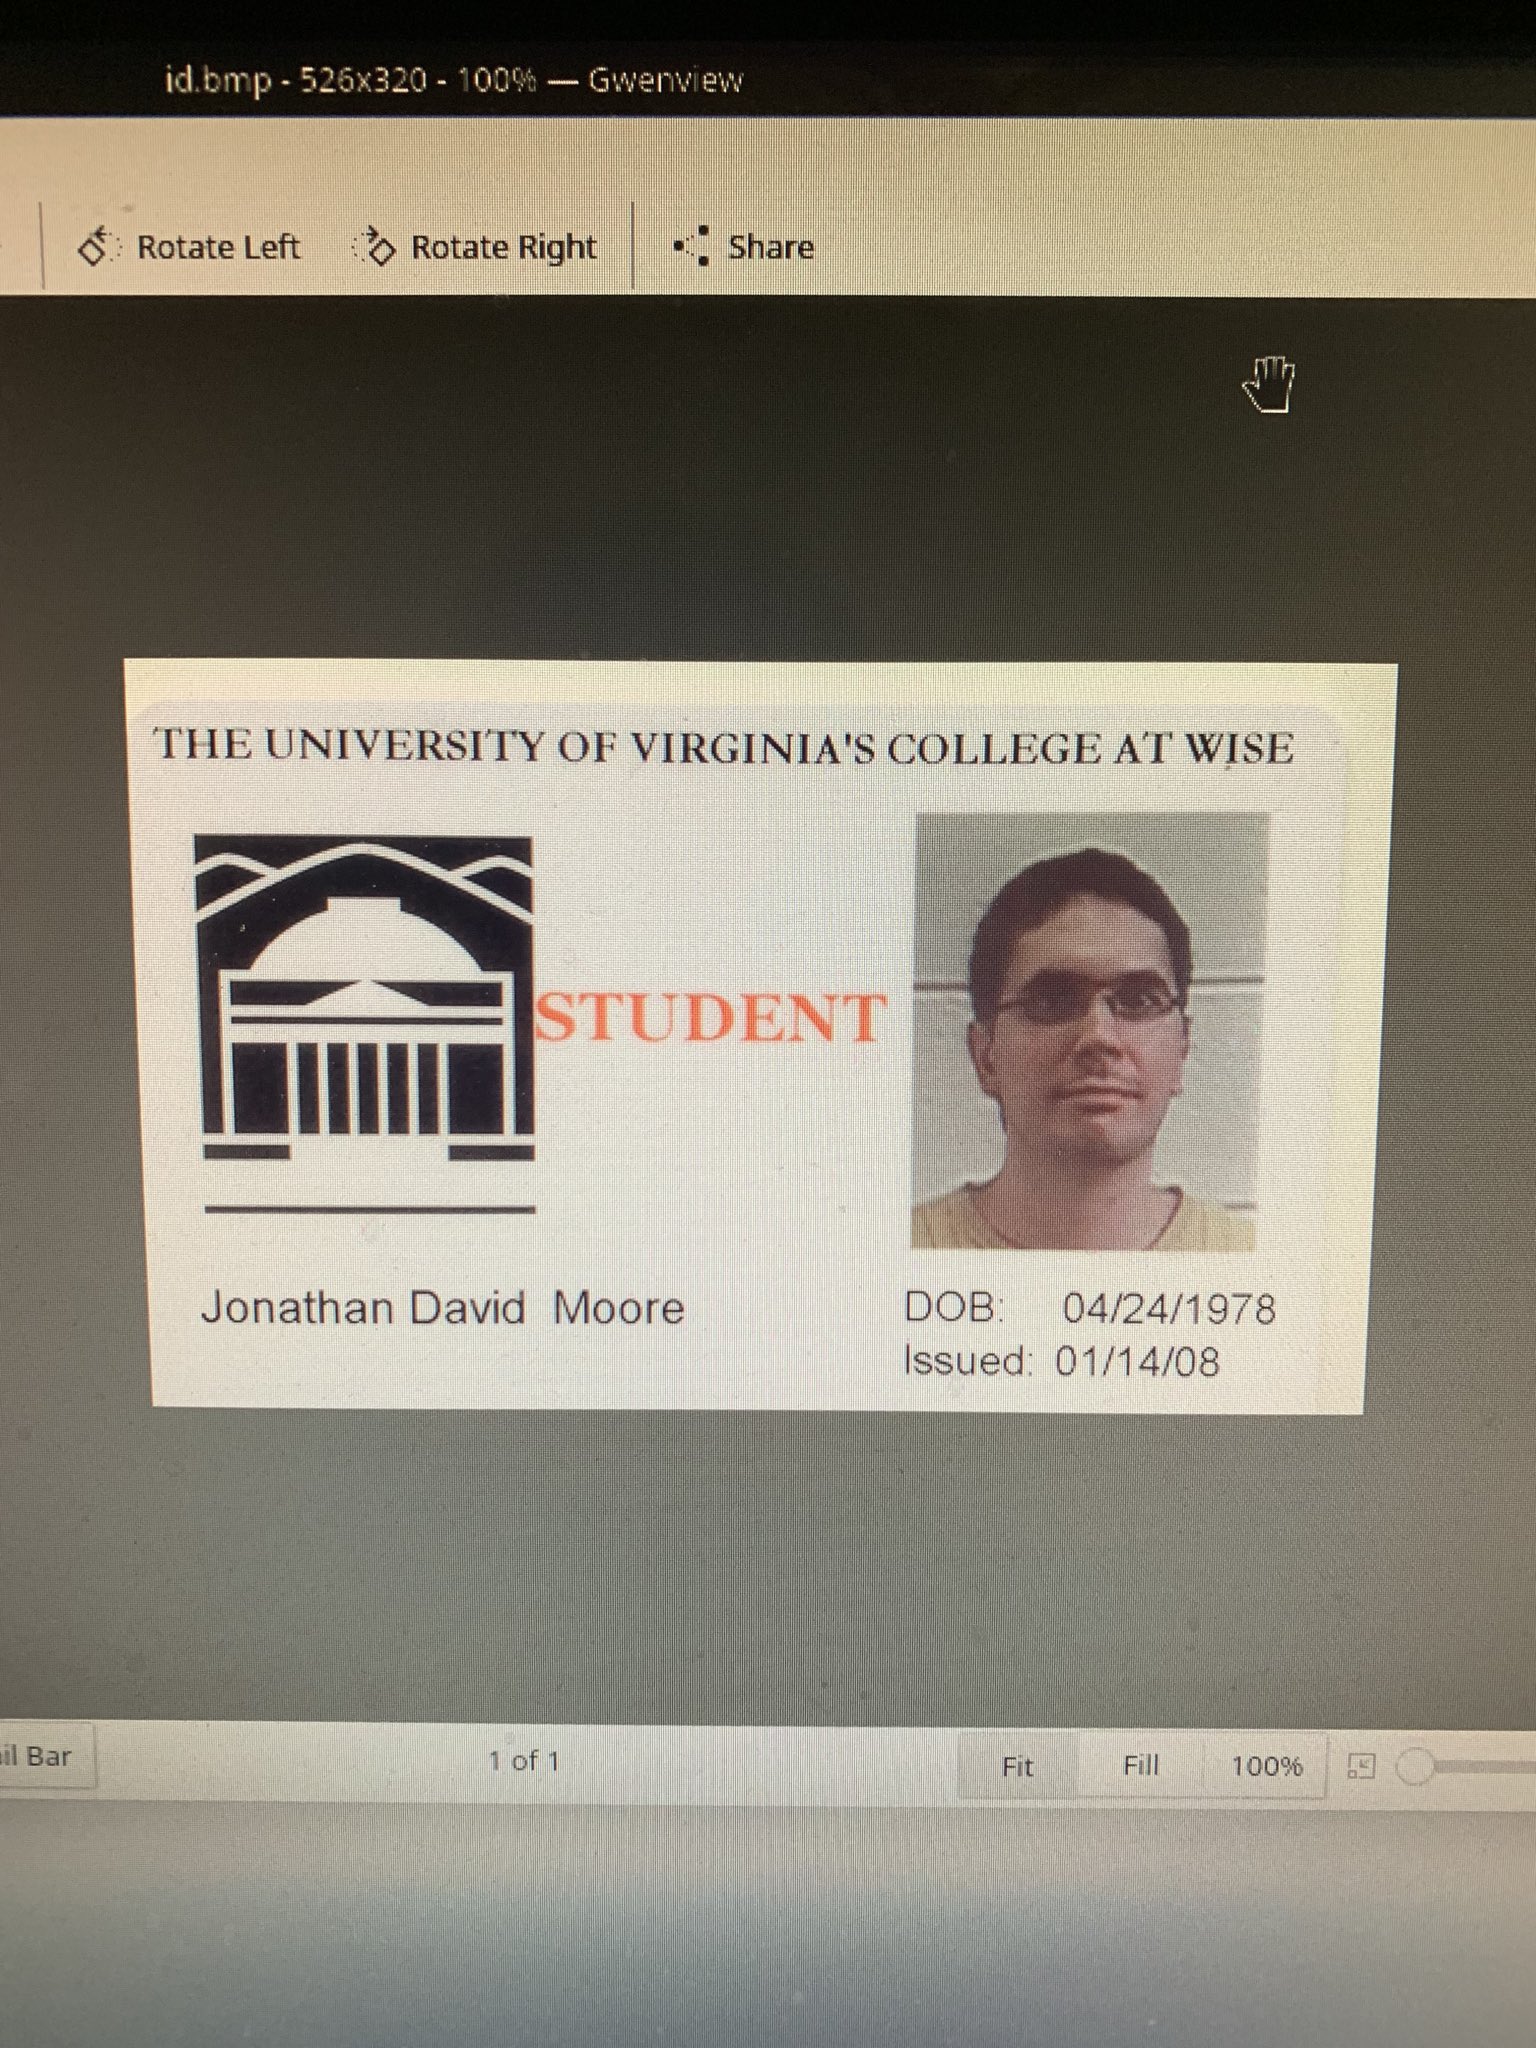 id.bmp - 526x320 - 100% — Gwenview
Rotate Left Rotate Right Share
THE UNIVERSITY OF VIRGINIA'S COLLEGE AT WISE
STUDENT
Jonathan David Moore
DOB: 04/24/1978
Issued: 01/14/08
Bar 1 of 1 Fit Fill 100%